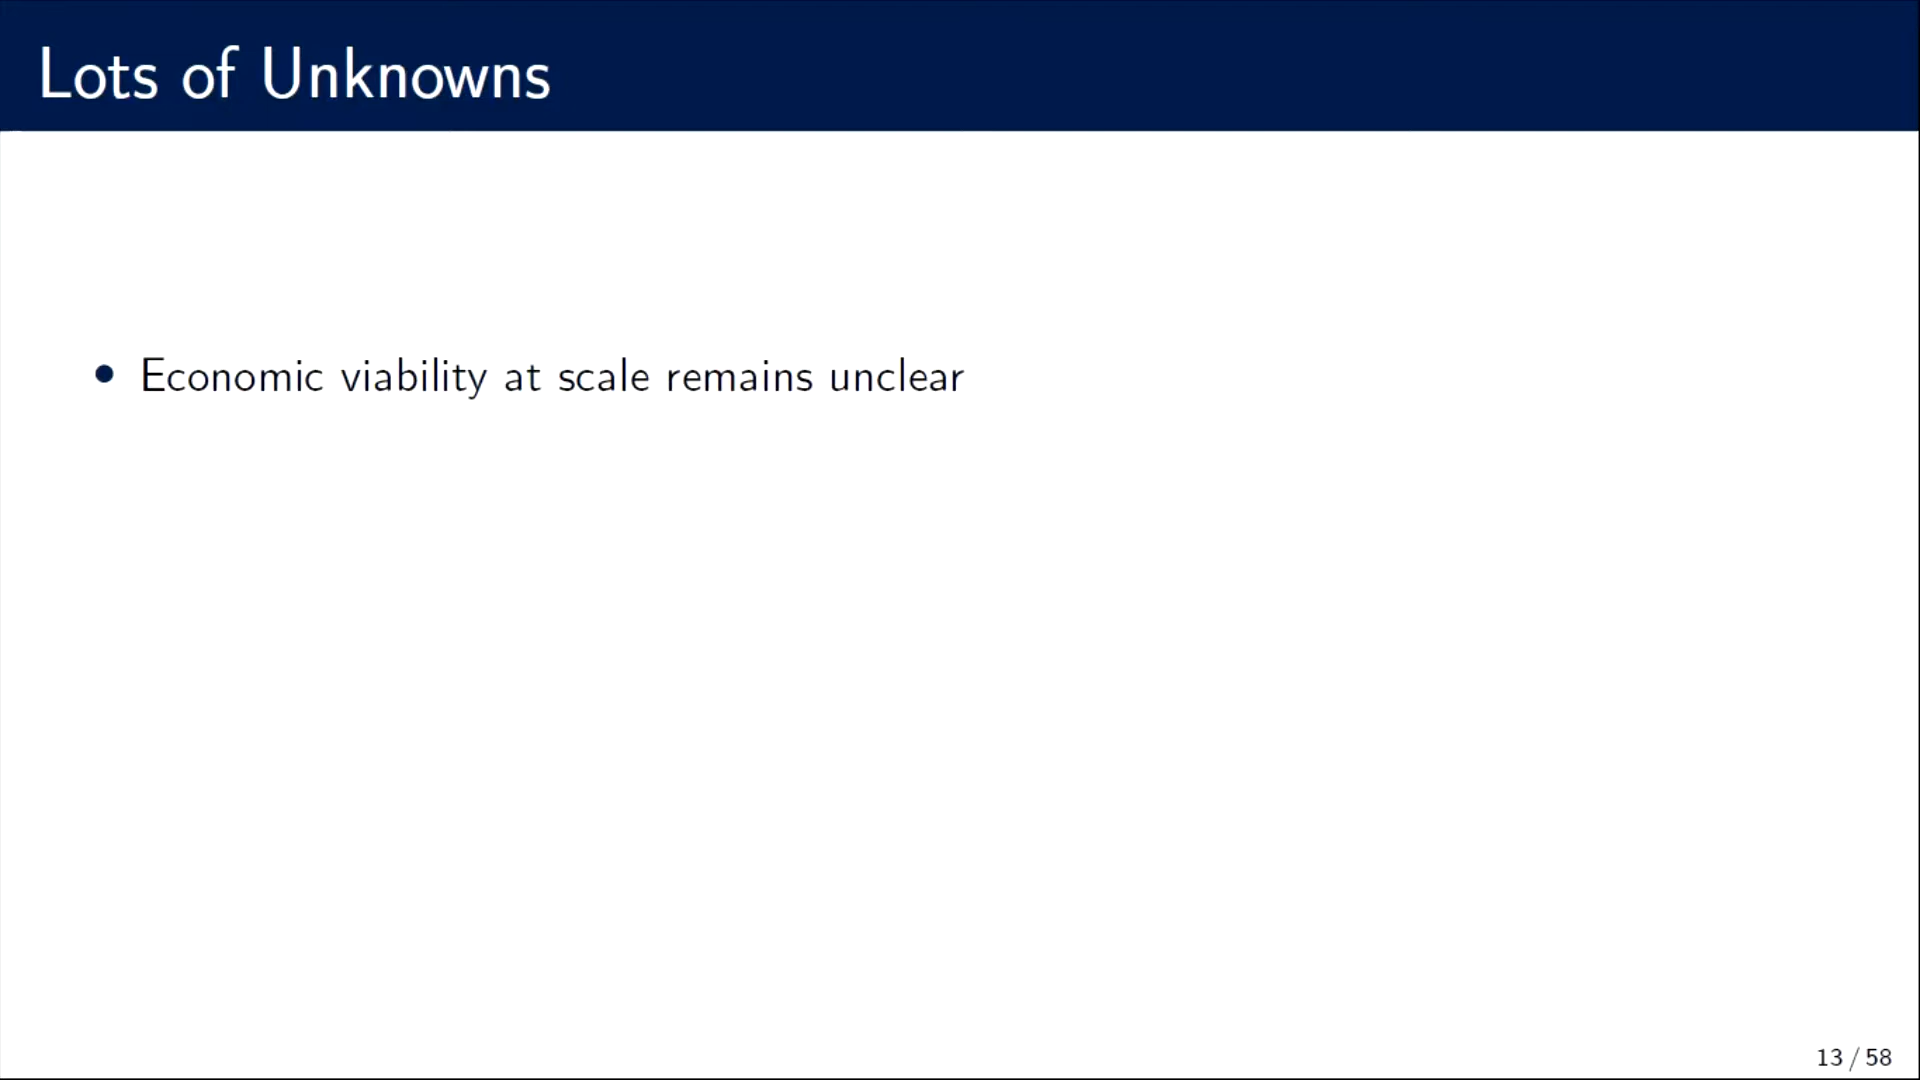 Lots of Unknowns
• Economic viability at scale remains unclear
13 / 58